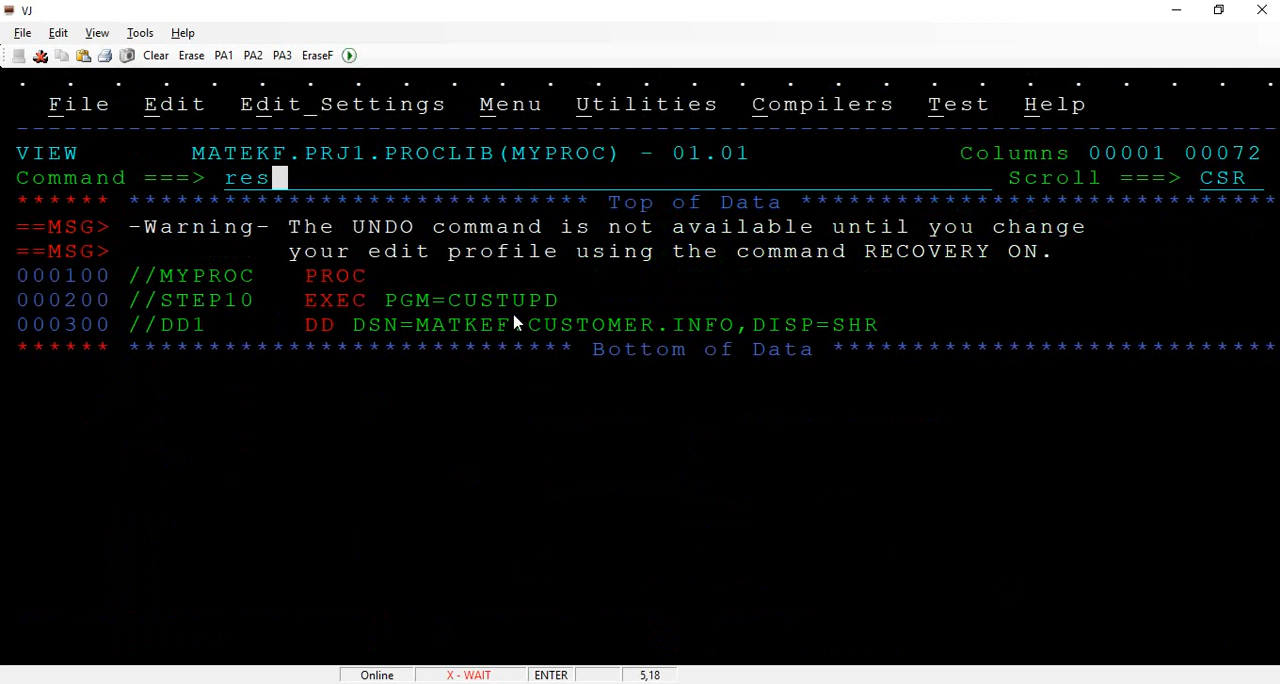 VJ
File Edit View Tools Help
Clear Erase PA1 PA2 PA3 EraseF
File Edit Edit_Settings Menu Utilities Compilers Test Help
VIEW MATEKF.PRJ1.PROCLIB(MYPROC) - 01.01 Columns 00001 00072
Command ===> res Scroll ===> CSR
****** ***************************** Top of Data ******************************
==MSG> -Warning- The UNDO command is not available until you change
==MSG> your edit profile using the command RECOVERY ON.
000100 //MYPROC PROC
000200 //STEP10 EXEC PGM=CUSTUPD
000300 //DD1 DD DSN=MATKEF.CUSTOMER.INFO,DISP=SHR
****** **************************** Bottom of Data ****************************
Online X - WAIT ENTER 5,18